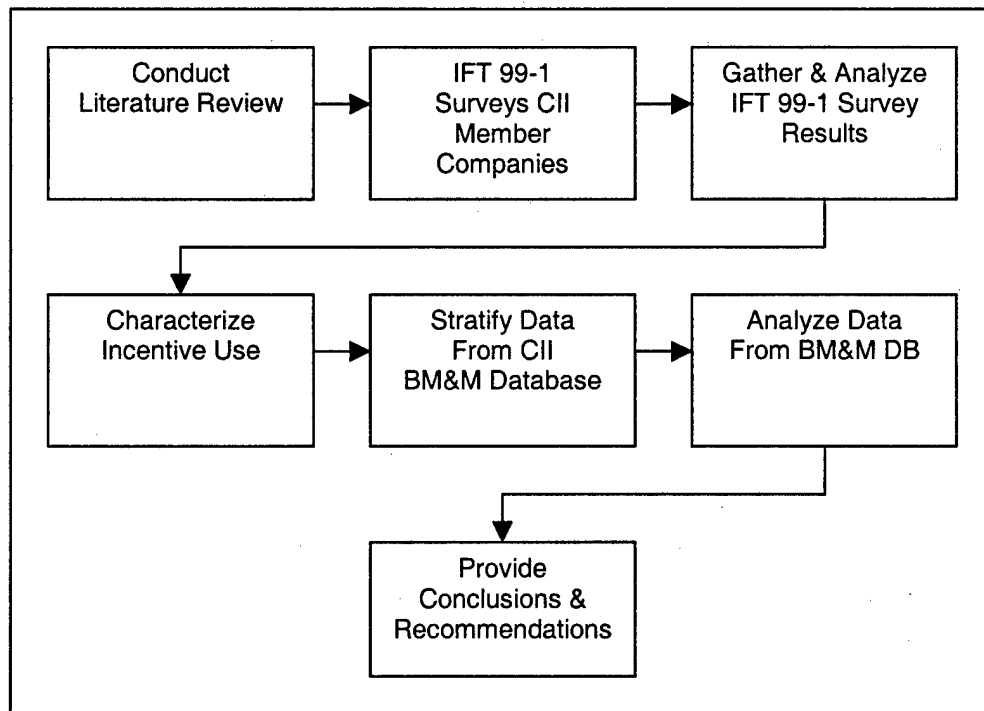 Conduct
Literature Review
IFT 99-1
Surveys CII
Member
Companies
Gather & Analyze
IFT 99-1 Survey
Results
Characterize
Incentive Use
Stratify Data
From CII
BM&M Database
Analyze Data
From BM&M DB
Provide
Conclusions &
Recommendations